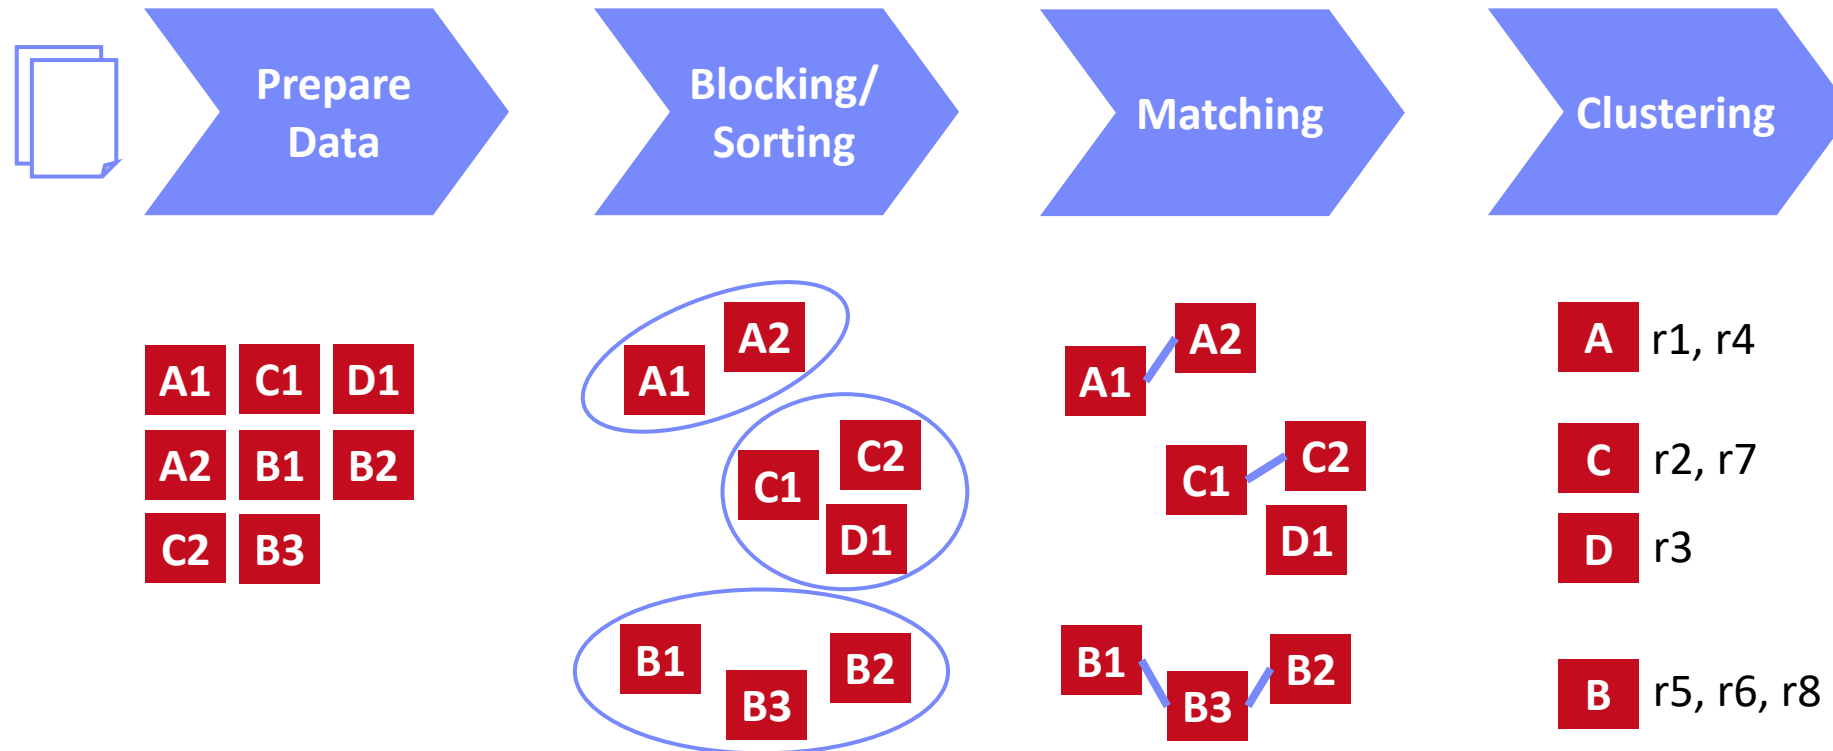 Prepare
Data
Blocking/
Sorting
Matching
Clustering
A1 C1 D1
A2 B1 B2
C2 B3
A2
A1
C2
C1
D1
B1
B2
B3
A2
A1
C2
C1
D1
B1
B2
B3
A r1, r4
C r2, r7
D r3
B r5, r6, r8